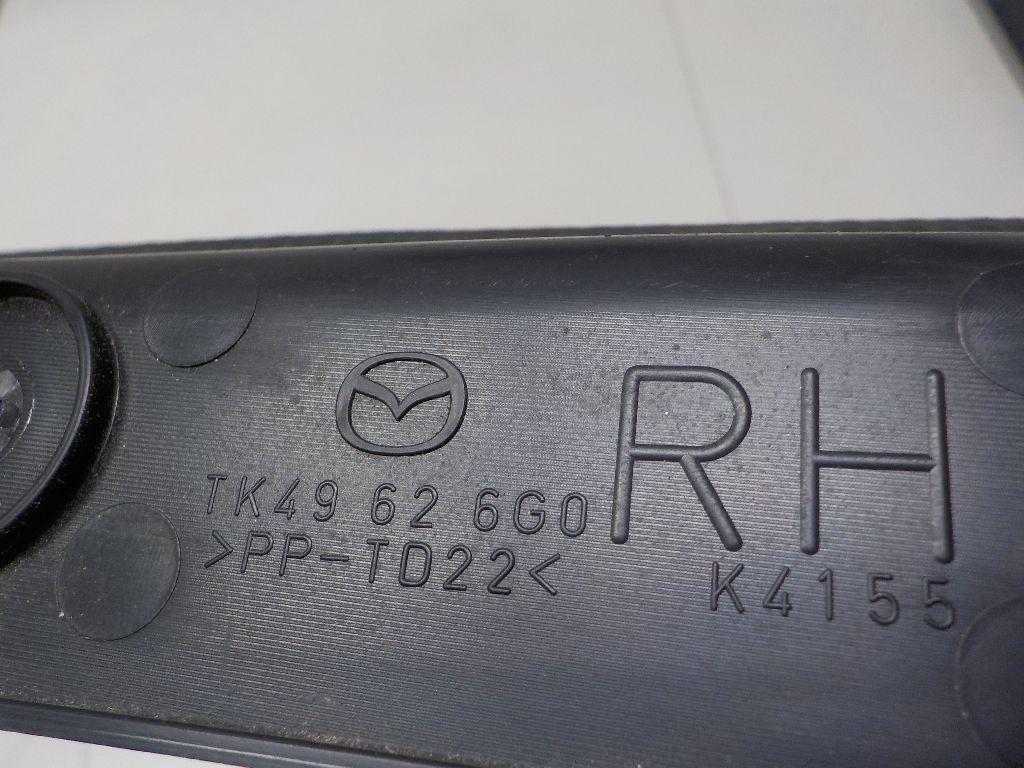 RH
TK49 62 6G0
>PP-TD22<
K4155